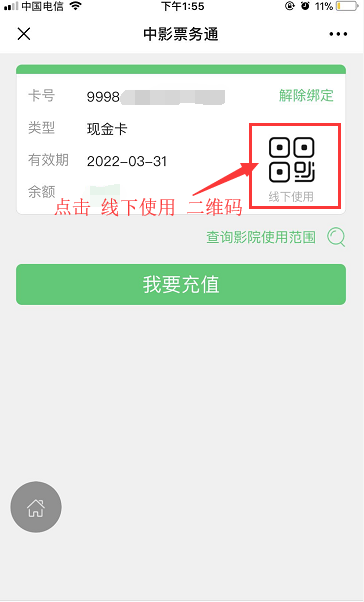 中国电信 下午1:55 11%
中影票务通
卡号 9998 解除绑定
类型 现金卡
有效期 2022-03-31
线下使用
余额
点击 线下使用 二维码
查询影院使用范围
我要充值